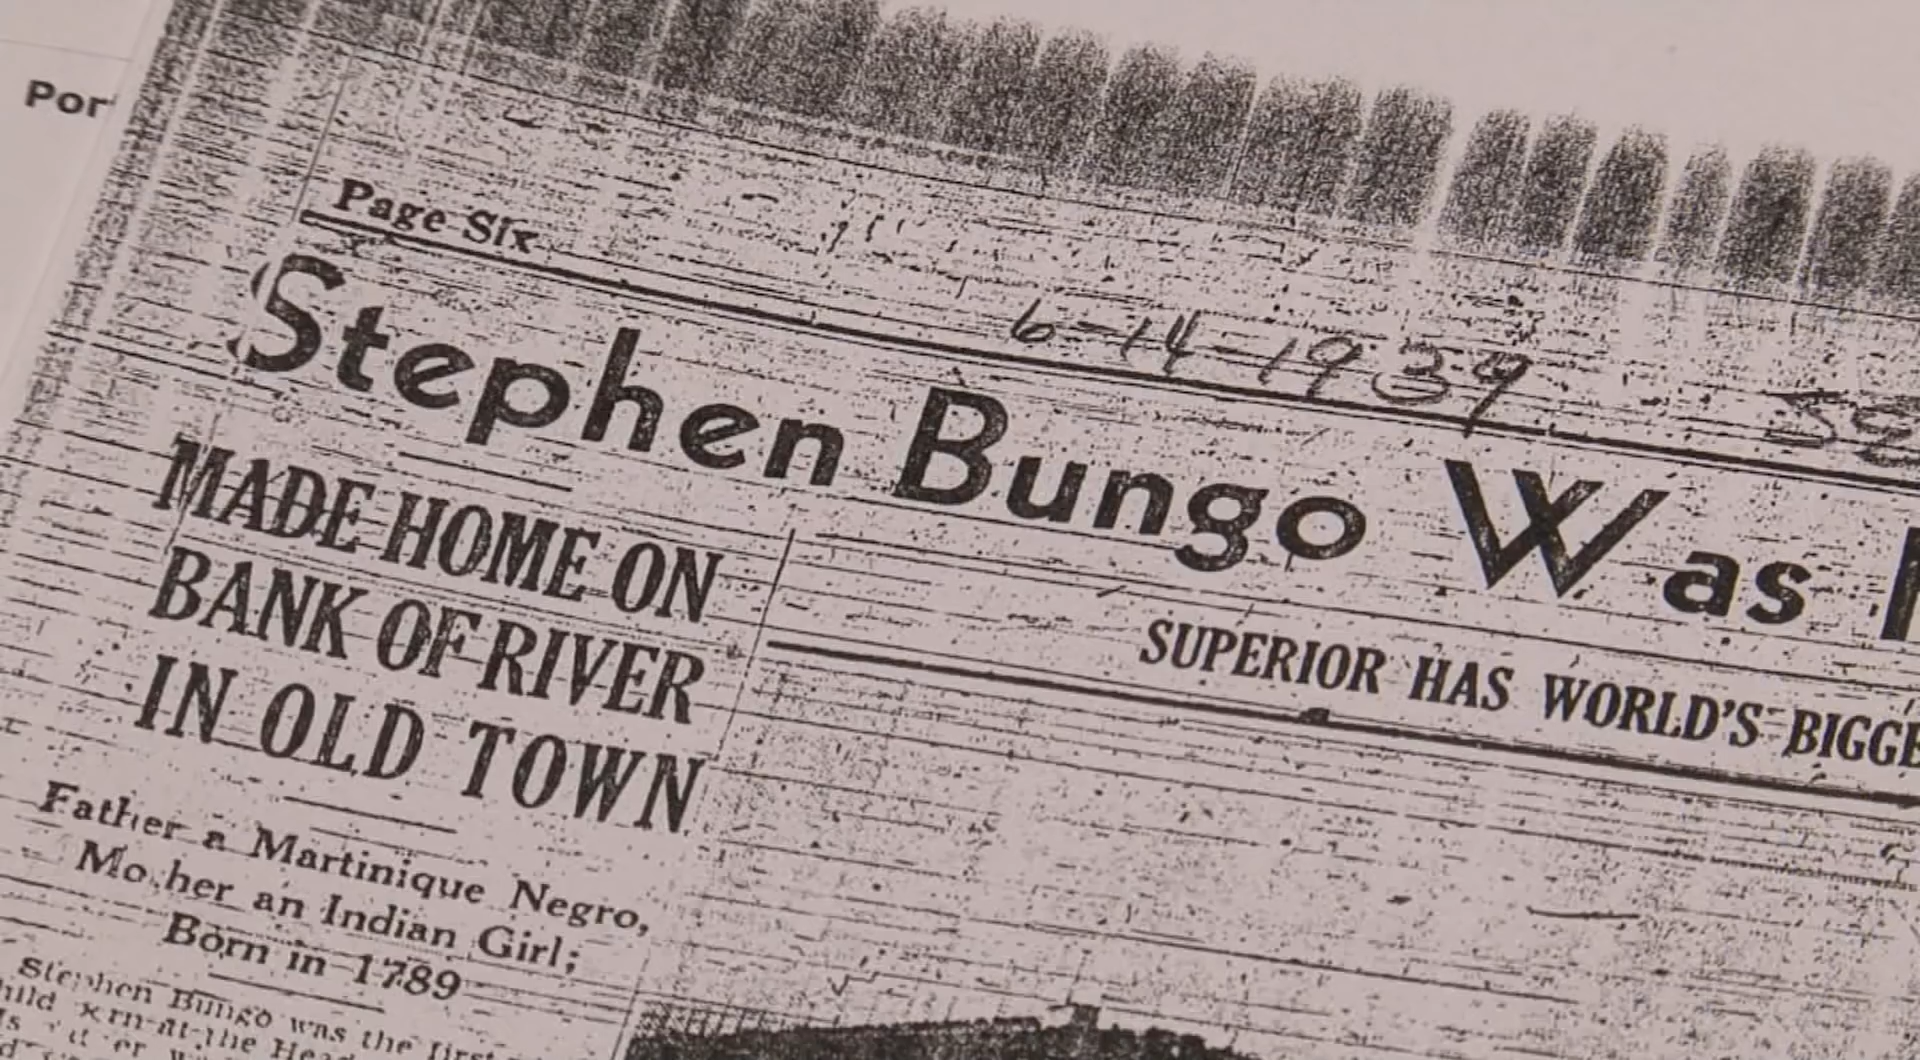 Por
Page Six
6-14-1939
Stephen Bungo Was
MADE HOME ON
BANK OF RIVER
IN OLD TOWN
SUPERIOR HAS WORLD'S BIGGE
Father a Martinique Negro,
Mother an Indian Girl;
Born in 1789
Stephen Bungo was the first